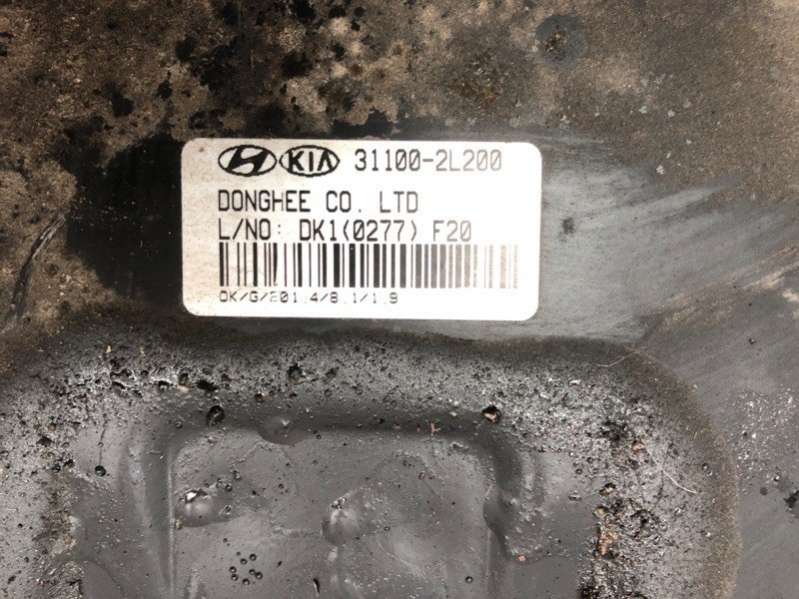 KIA 31100-2L200
DONGHEE CO. LTD
L/NO: DK1(0277) F20
OK/G/201.4/8.1/1.9